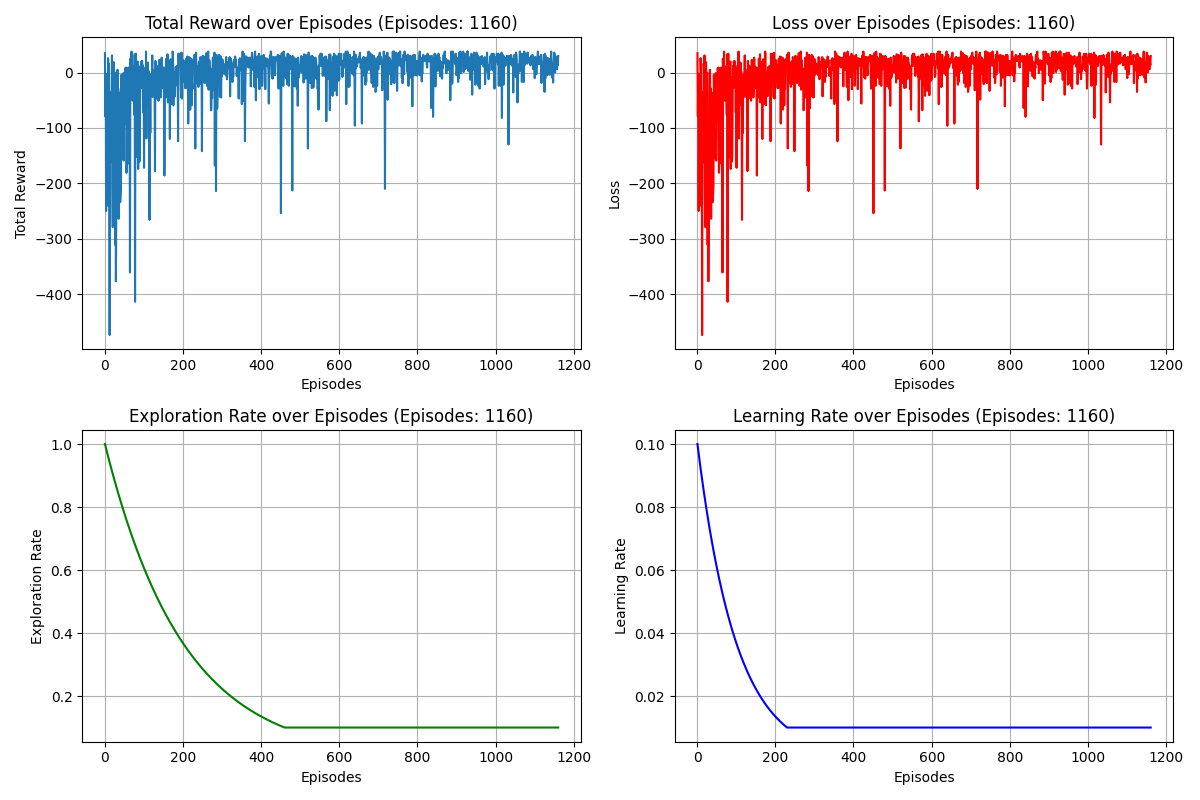 Total Reward over Episodes (Episodes: 1160)
Total Reward
0
−100
−200
−300
−400
0 200 400 600 800 1000 1200
Episodes
Loss over Episodes (Episodes: 1160)
Loss
0
−100
−200
−300
−400
0 200 400 600 800 1000 1200
Episodes
Exploration Rate over Episodes (Episodes: 1160)
Exploration Rate
1.0
0.8
0.6
0.4
0.2
0 200 400 600 800 1000 1200
Episodes
Learning Rate over Episodes (Episodes: 1160)
Learning Rate
0.10
0.08
0.06
0.04
0.02
0 200 400 600 800 1000 1200
Episodes